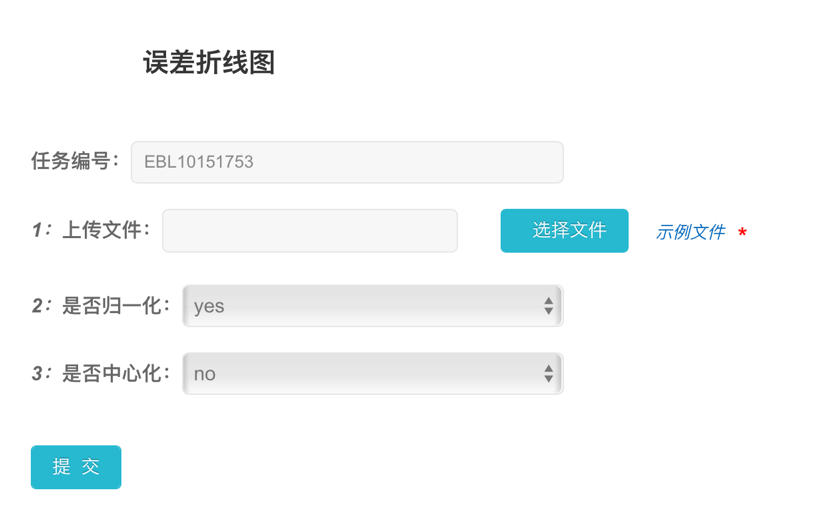 误差折线图
任务编号： EBL10151753
1： 上传文件： 选择文件 示例文件 *
2： 是否归一化： yes
3： 是否中心化： no
提 交